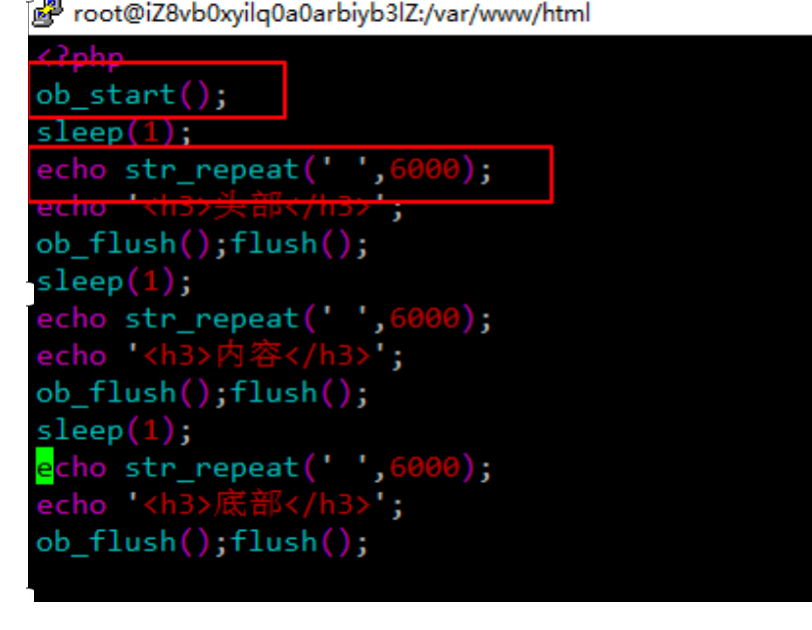 root@iZ8vb0xyilq0a0arbiyb3lZ:/var/www/html
<?php
ob_start();
sleep(1);
echo str_repeat(' ',6000);
echo '<h3>头部</h3>';
ob_flush();flush();
sleep(1);
echo str_repeat(' ',6000);
echo '<h3>内容</h3>';
ob_flush();flush();
sleep(1);
echo str_repeat(' ',6000);
echo '<h3>底部</h3>';
ob_flush();flush();